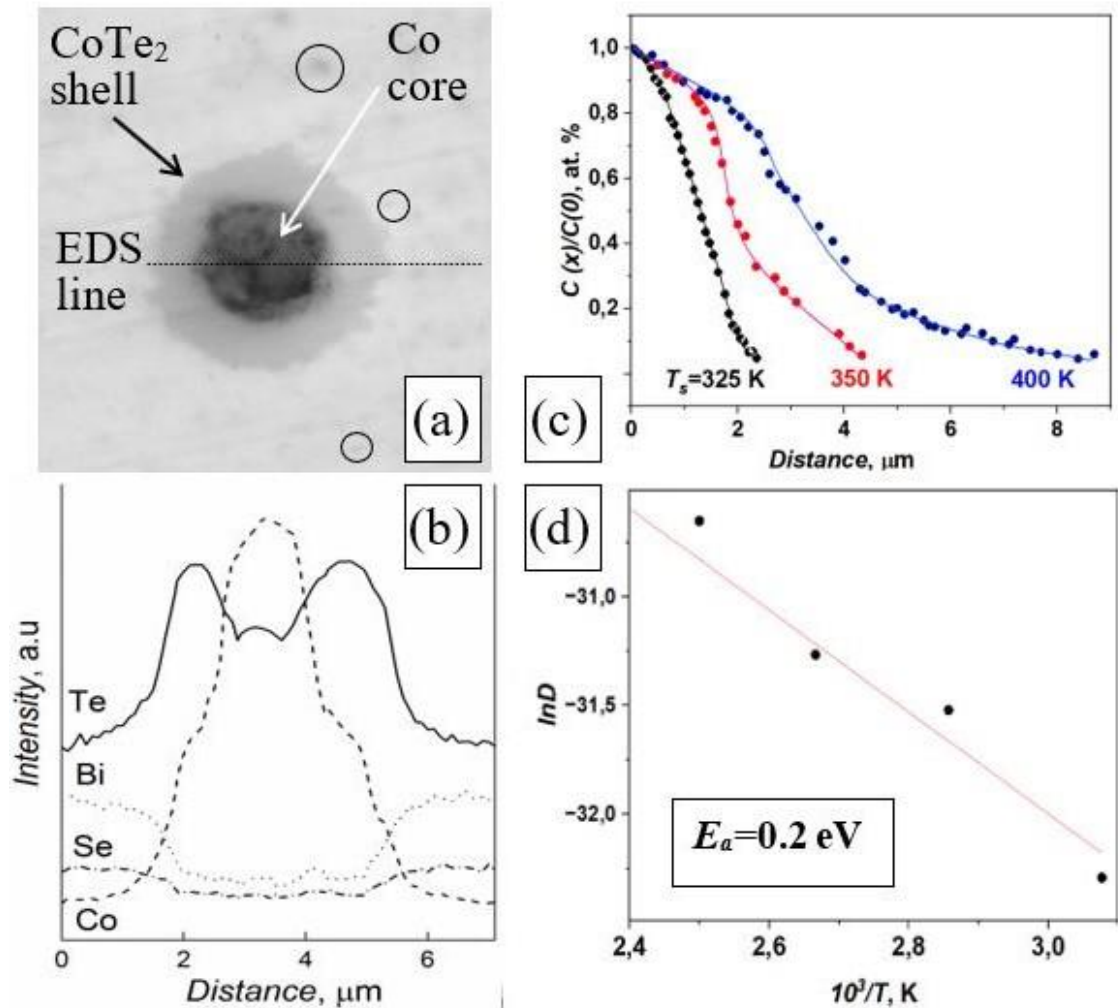 CoTe₂
shell
Co
core
EDS
line
(a)
(b)
Te
Bi
Se
Co
Intensity, a.u
0 2 4 6
Distance, μm
(c)
1,0
0,8
0,6
0,4
0,2
C (x)/C(0), at. %
Tₛ=325 K 350 K 400 K
0 2 4 6 8
Distance, μm
(d)
−31,0
−31,5
−32,0
lnD
Eₐ=0.2 eV
2,4 2,6 2,8 3,0
10³/T, K